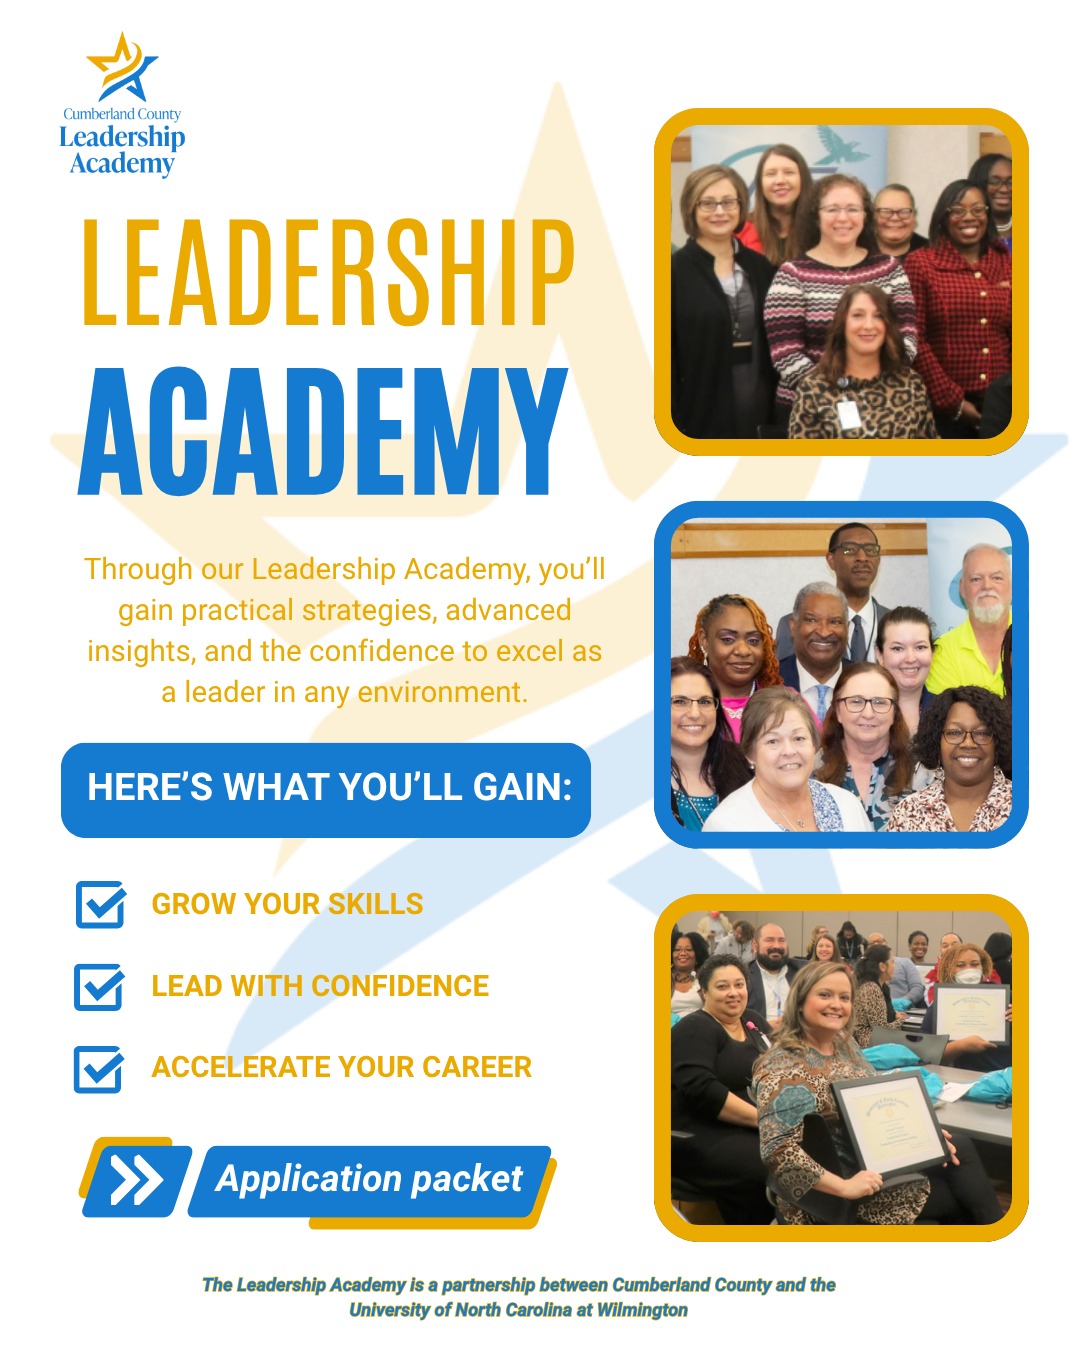 Cumberland County
Leadership
Academy
LEADERSHIP
ACADEMY
Through our Leadership Academy, you’ll
gain practical strategies, advanced
insights, and the confidence to excel as
a leader in any environment.
HERE’S WHAT YOU’LL GAIN:
GROW YOUR SKILLS
LEAD WITH CONFIDENCE
ACCELERATE YOUR CAREER
Application packet
The Leadership Academy is a partnership between Cumberland County and the
University of North Carolina at Wilmington